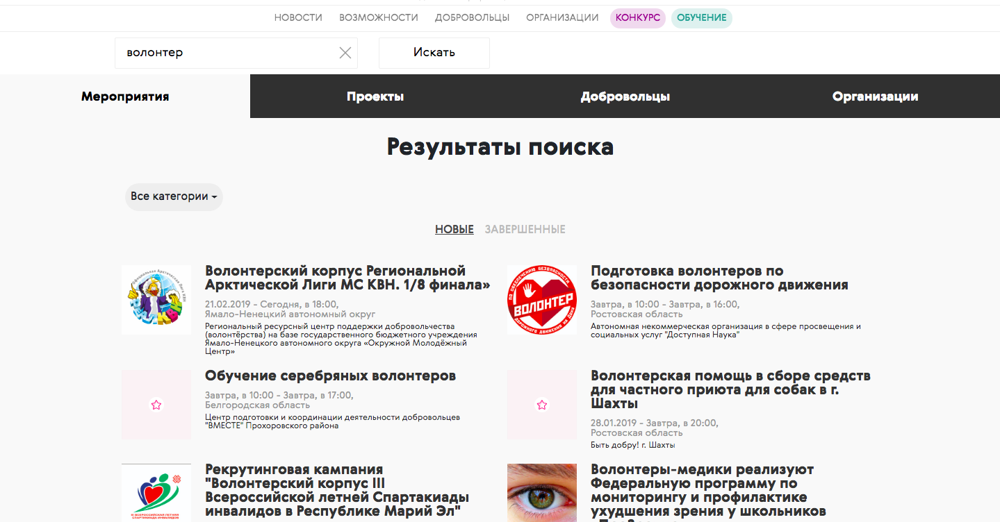 НОВОСТИ ВОЗМОЖНОСТИ ДОБРОВОЛЬЦЫ ОРГАНИЗАЦИИ КОНКУРС ОБУЧЕНИЕ
волонтер Искать
Мероприятия Проекты Добровольцы Организации
Результаты поиска
Все категории
НОВЫЕ ЗАВЕРШЕННЫЕ
Волонтерский корпус Региональной
Арктической Лиги МС КВН. 1/8 финала»
21.02.2019 - Сегодня, в 18:00,
Ямало-Ненецкий автономный округ
Региональный ресурсный центр поддержки добровольчества
(волонтёрства) на базе государственного бюджетного учреждения
Ямало-Ненецкого автономного округа «Окружной Молодёжный
Центр»
ПО ОБЕСПЕЧЕНИЮ БЕЗОПАСНОСТИ
ВОЛОНТЕР
ДОРОЖНОГО ДВИЖЕНИЯ НА ДОНУ
Подготовка волонтеров по
безопасности дорожного движения
Завтра, в 10:00 - Завтра, в 16:00,
Ростовская область
Автономная некоммерческая организация в сфере просвещения и
социальных услуг "Доступная Наука"
Обучение серебряных волонтеров
Завтра, в 10:00 - Завтра, в 17:00,
Белгородская область
Центр подготовки и координации деятельности добровольцев
"ВМЕСТЕ" Прохоровского района
Волонтерская помощь в сборе средств
для частного приюта для собак в г.
Шахты
28.01.2019 - Завтра, в 20:00,
Ростовская область
Быть добру! г. Шахты
Рекрутинговая кампания
"Волонтерский корпус III
Всероссийской летней Спартакиады
инвалидов в Республике Марий Эл"
Волонтеры-медики реализуют
Федеральную программу по
мониторингу и профилактике
ухудшения зрения у школьников